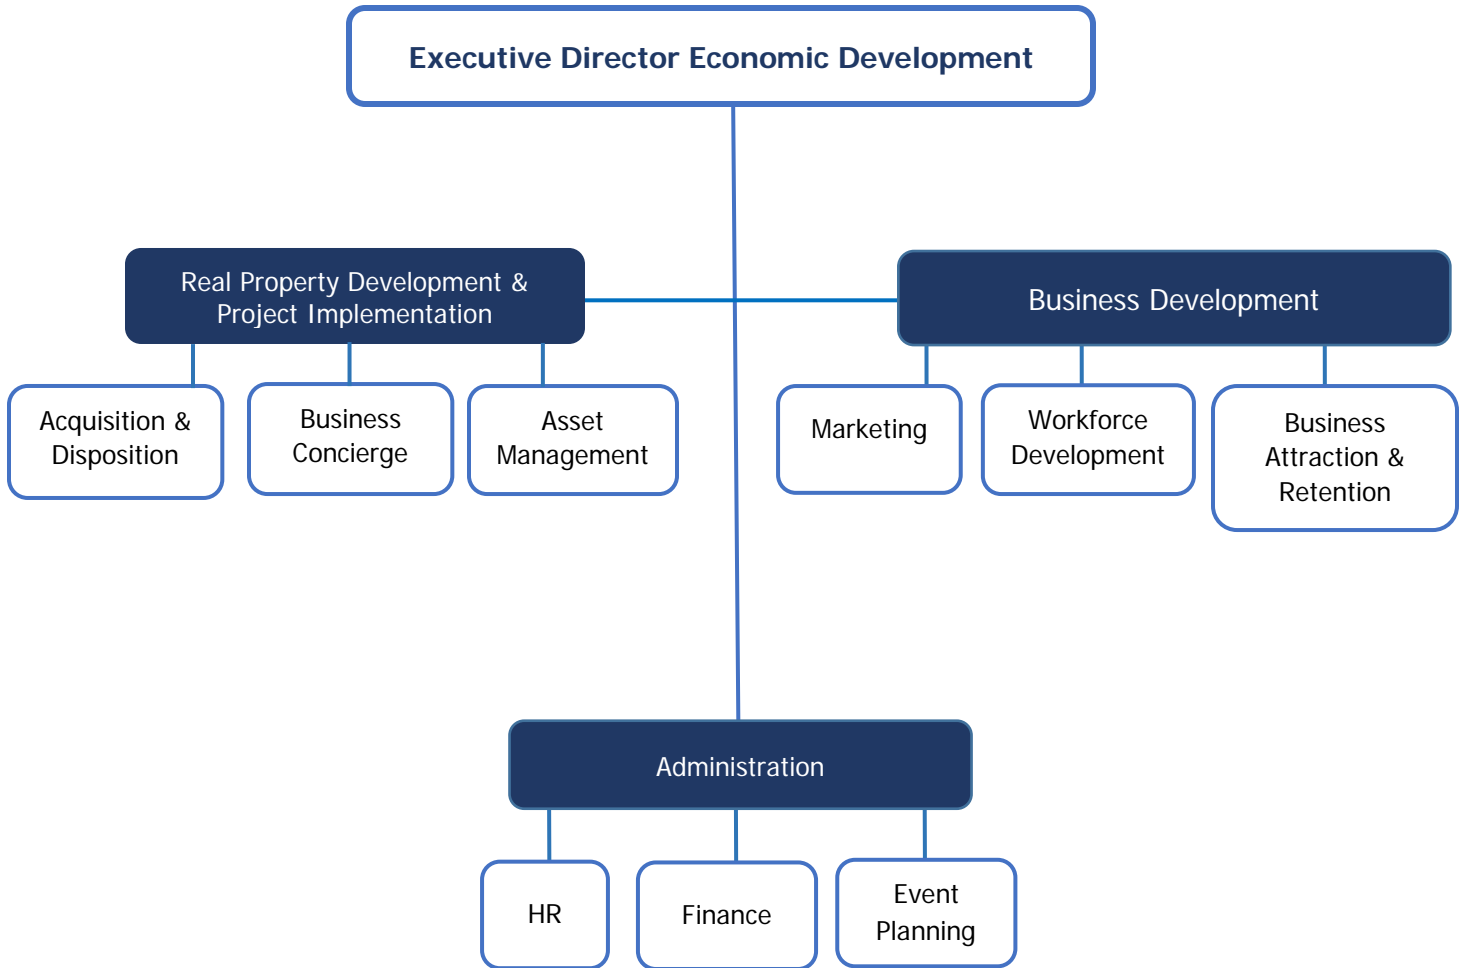 Executive Director Economic Development
Real Property Development &
Project Implementation
Business Development
Acquisition &
Disposition
Business
Concierge
Asset
Management
Marketing
Workforce
Development
Business
Attraction &
Retention
Administration
HR
Finance
Event
Planning